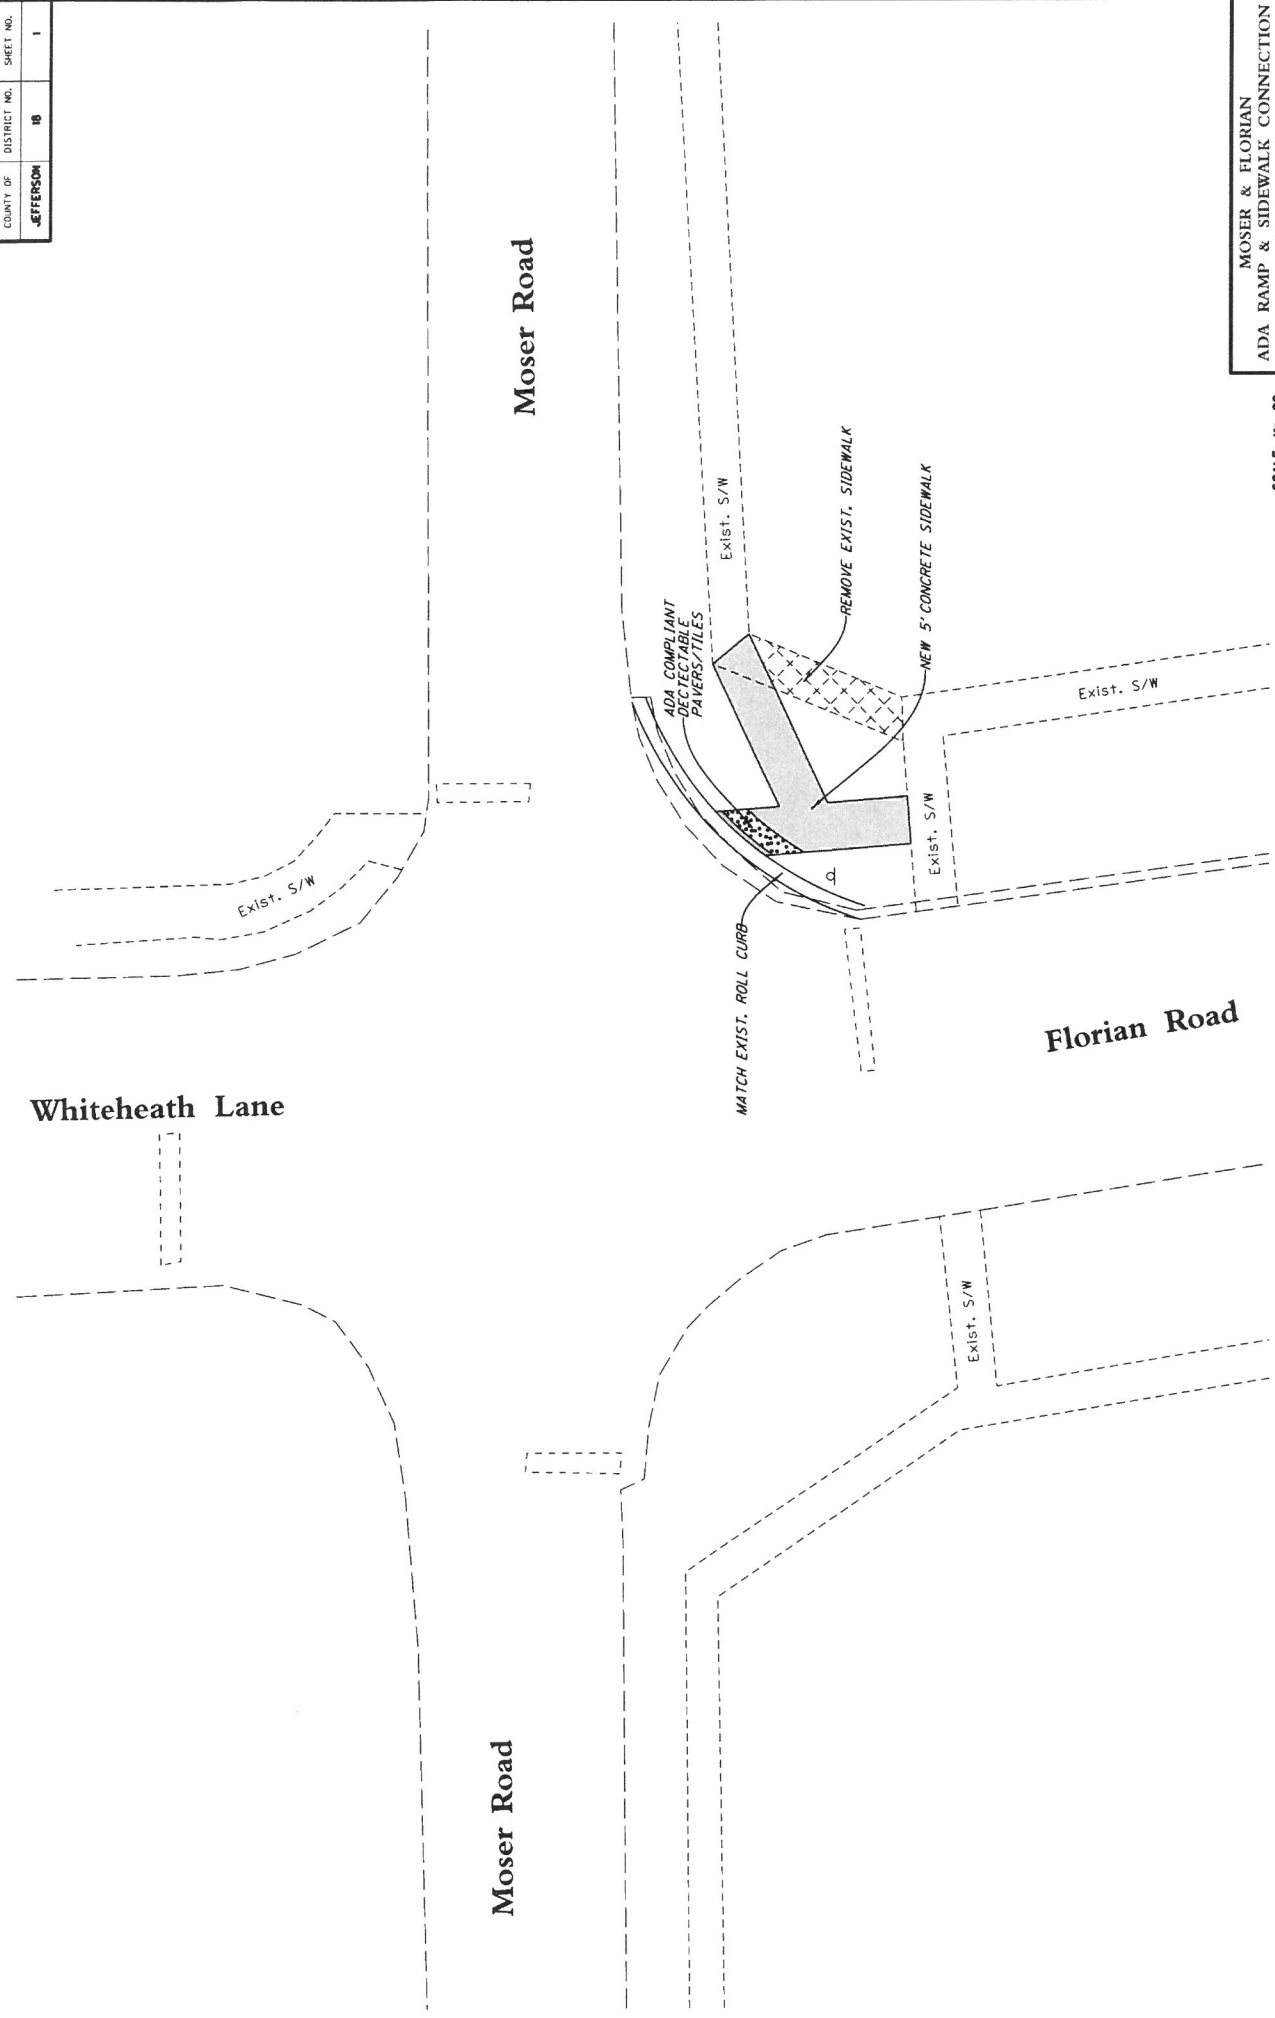 COUNTY OF DISTRICT NO. SHEET NO.
JEFFERSON 18 1
Moser Road
Exist. S/W
ADA COMPLIANT
DECTECTABLE
PAVERS/TILES
REMOVE EXIST. SIDEWALK
NEW 5' CONCRETE SIDEWALK
Exist. S/W
Exist. S/W
Exist. S/W
MATCH EXIST. ROLL CURB
Whiteheath Lane
Florian Road
Exist. S/W
Moser Road
MOSER & FLORIAN
ADA RAMP & SIDEWALK CONNECTION